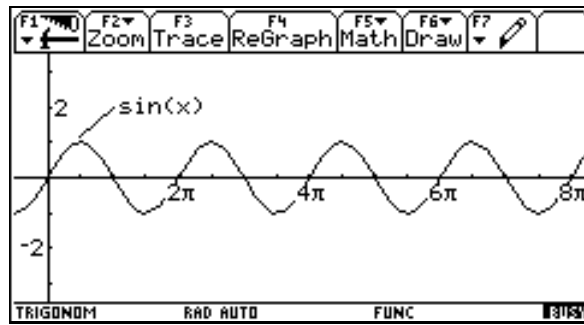 F1 F2 Zoom F3 Trace F4 ReGraph F5 Math F6 Draw F7
2 sin(x)
2π 4π 6π 8π
-2
TRIGONOM RAD AUTO FUNC BUSY